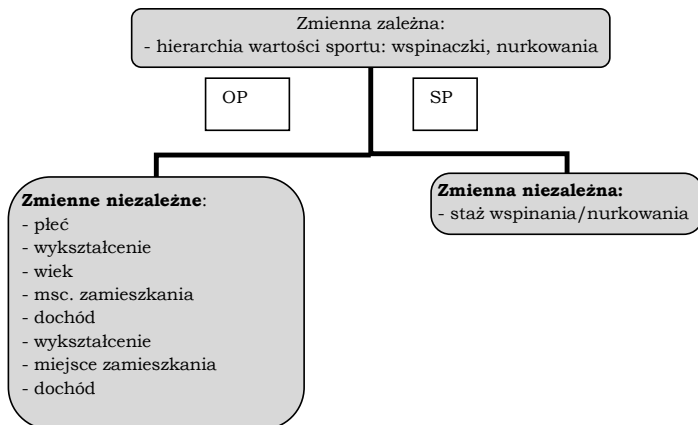 Zmienna zależna:
- hierarchia wartości sportu: wspinaczki, nurkowania
OP
SP
Zmienne niezależne:
- płeć
- wykształcenie
- wiek
- msc. zamieszkania
- dochód
- wykształcenie
- miejsce zamieszkania
- dochód
Zmienna niezależna:
- staż wspinania/nurkowania